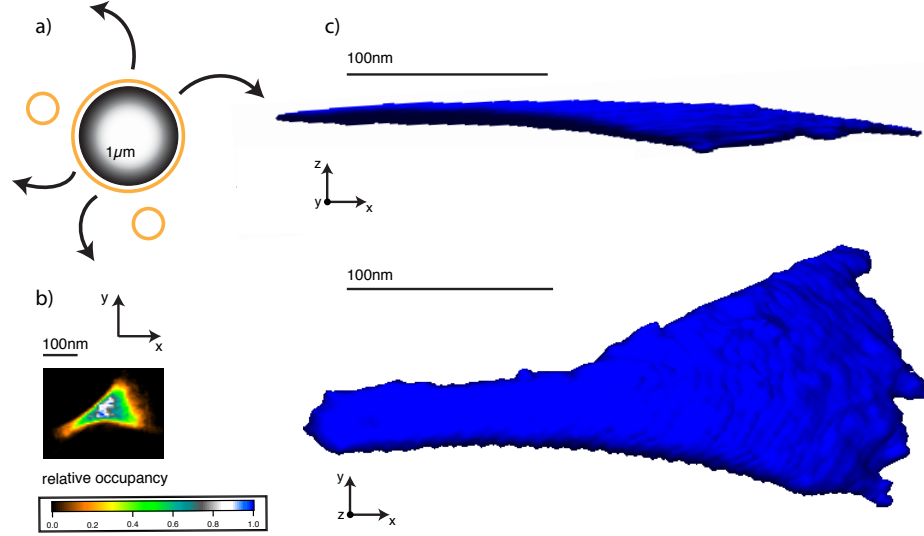 a)
1μm
b)
y
x
100nm
relative occupancy
0.0 0.2 0.4 0.6 0.8 1.0
c)
100nm
z
y x
100nm
y
z x